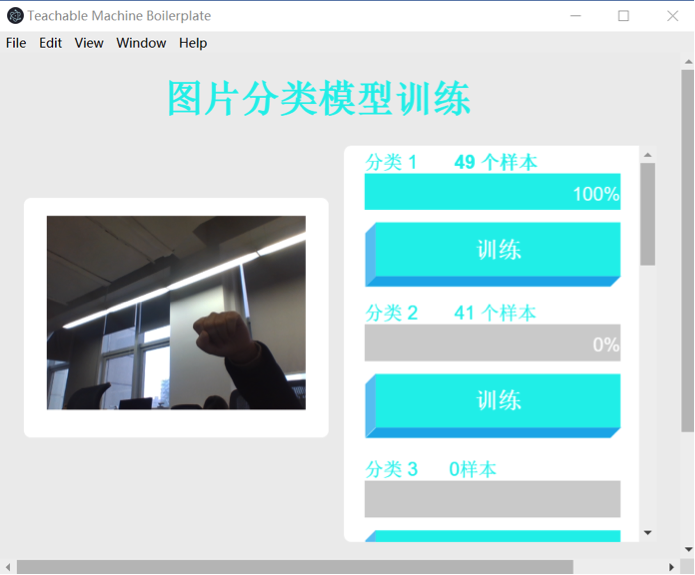 Teachable Machine Boilerplate
File Edit View Window Help
图片分类模型训练
分类 1 49 个样本
100%
训练
分类 2 41 个样本
0%
训练
分类 3 0样本